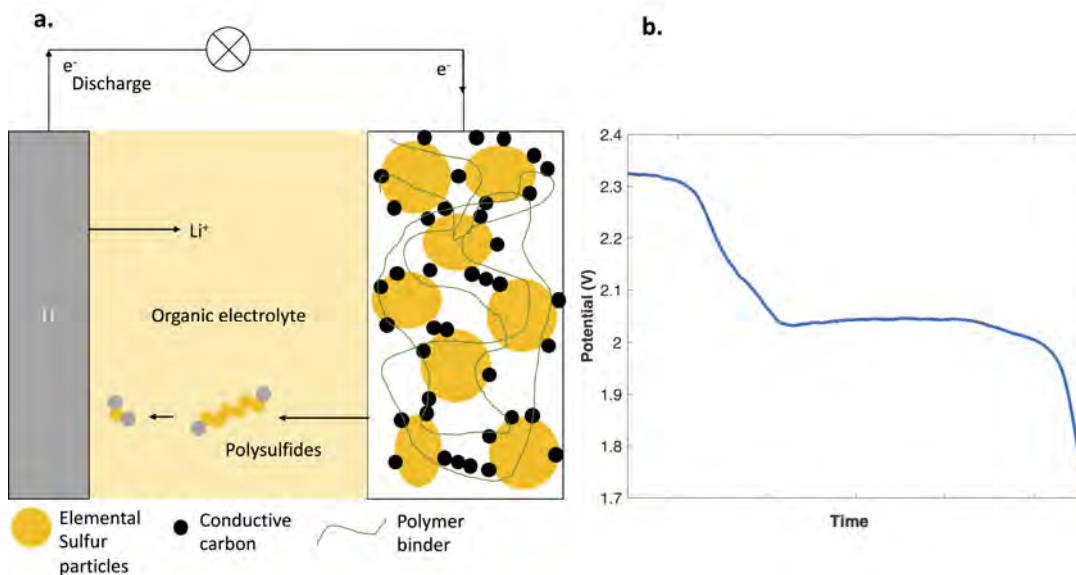 a.
b.
e-
Discharge
e-
Li+
Organic electrolyte
Polysulfides
Elemental
Sulfur
particles
Conductive
carbon
Polymer
binder
2.4
2.3
2.2
2.1
2
1.9
1.8
1.7
Potential (V)
Time